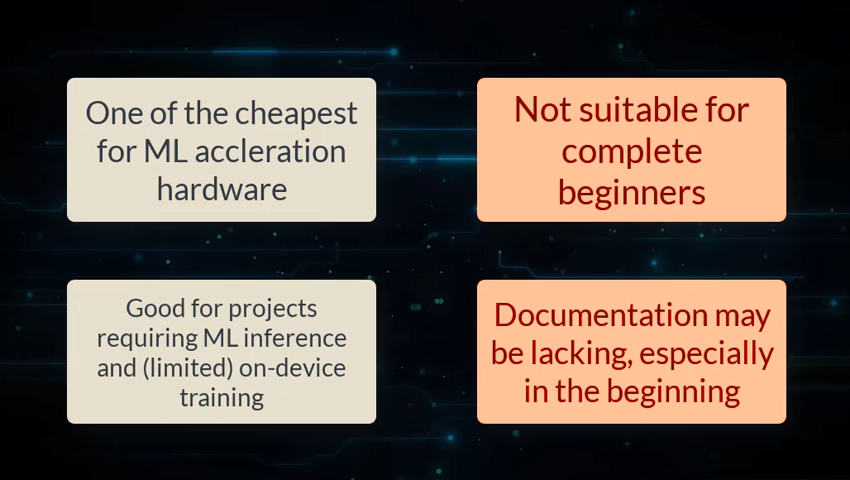 One of the cheapest
for ML accleration
hardware
Not suitable for
complete
beginners
Good for projects
requiring ML inference
and (limited) on-device
training
Documentation may
be lacking, especially
in the beginning